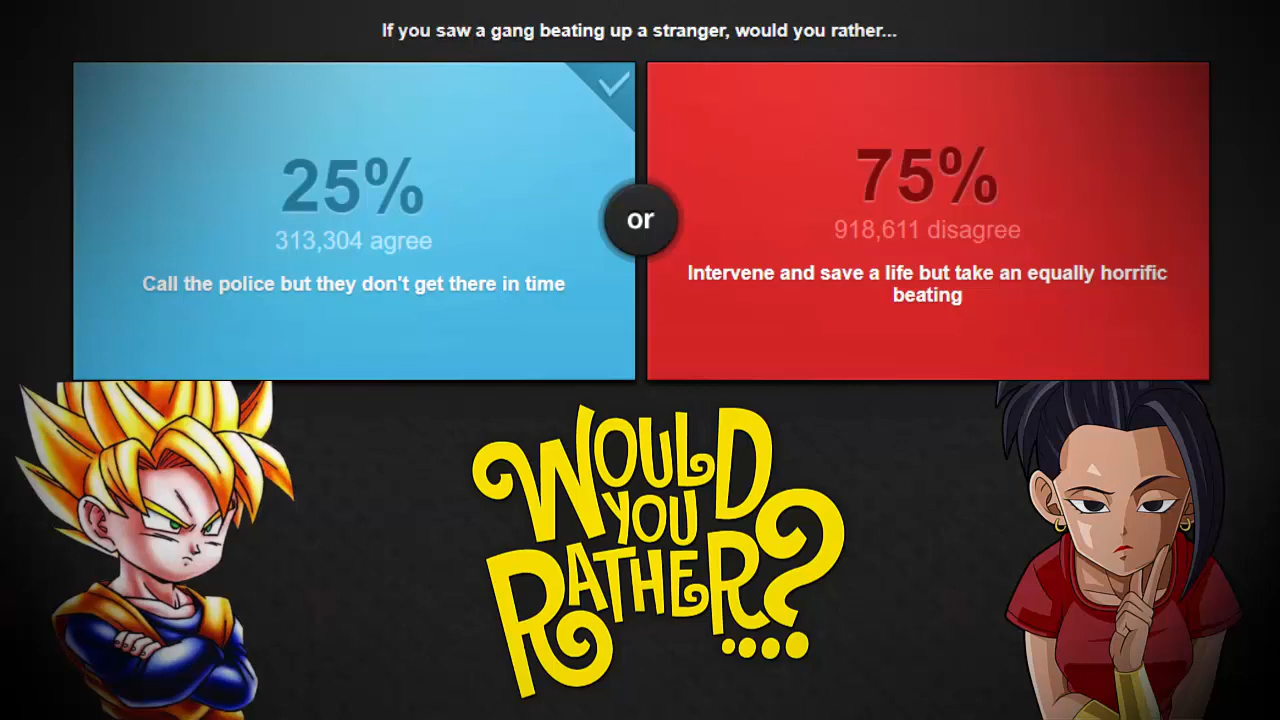 If you saw a gang beating up a stranger, would you rather...
25%
313,304 agree
Call the police but they don't get there in time
or
75%
918,611 disagree
Intervene and save a life but take an equally horrific
beating
WOULD
YOU
RATHER....?